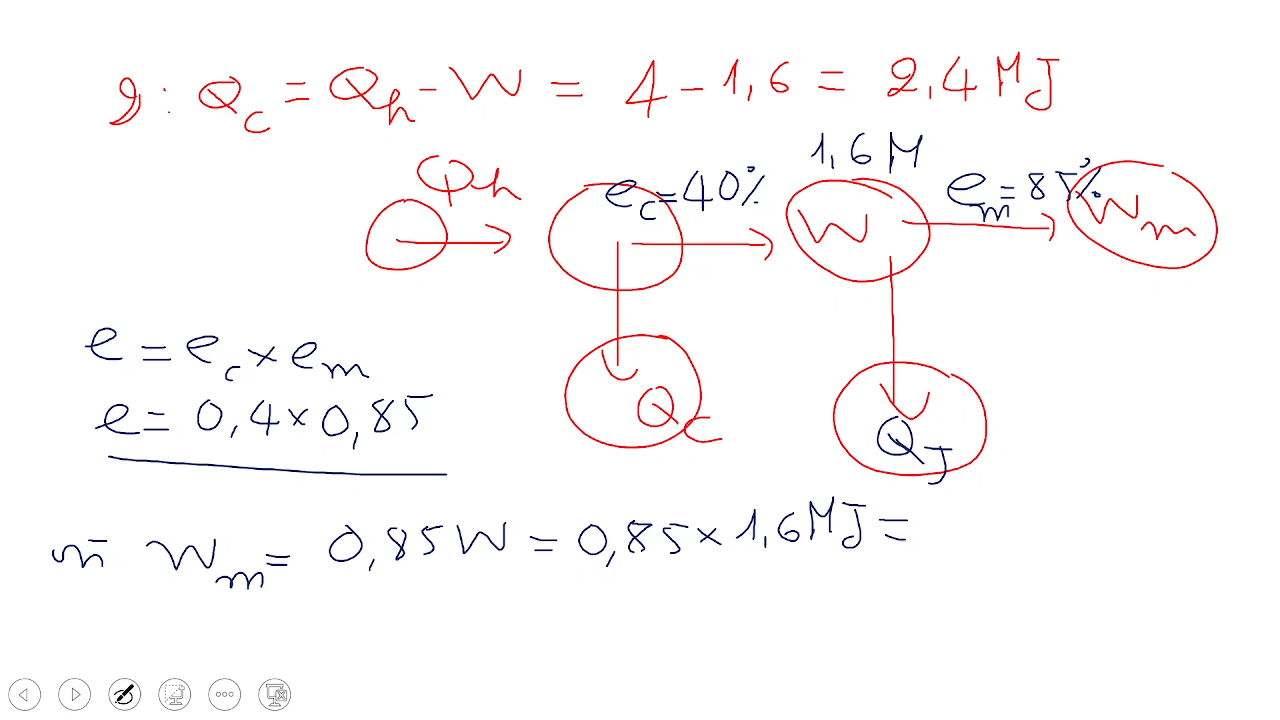 Q_c = Q_h - W = 4 - 1,6 = 2,4 MJ
Q_h
e_c = 40%
1,6 M
W
e_m = 85%
W_m
Q_c
Q_J
e = e_c × e_m
e = 0,4 × 0,85
W_m = 0,85 W = 0,85 × 1,6 MJ =